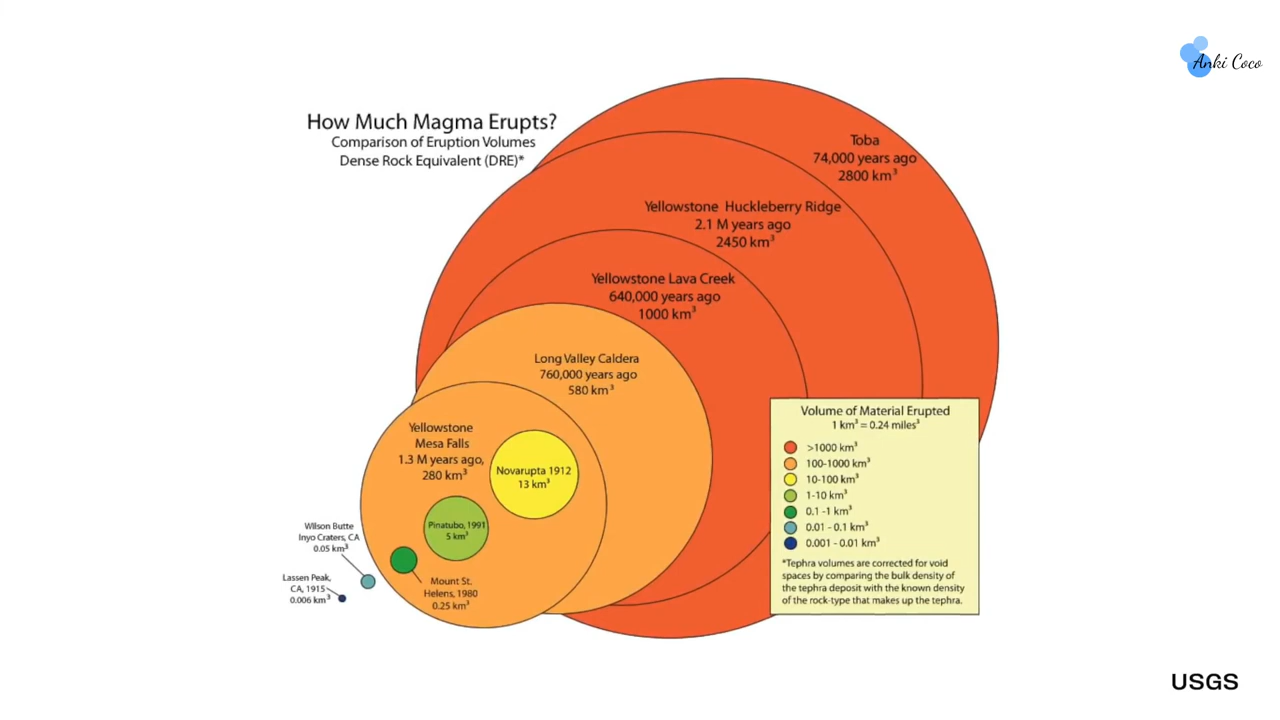 Anki Coco
How Much Magma Erupts?
Comparison of Eruption Volumes
Dense Rock Equivalent (DRE)*
Toba
74,000 years ago
2800 km³
Yellowstone Huckleberry Ridge
2.1 M years ago
2450 km³
Yellowstone Lava Creek
640,000 years ago
1000 km³
Long Valley Caldera
760,000 years ago
580 km³
Yellowstone
Mesa Falls
1.3 M years ago,
280 km³
Novarupta 1912
13 km³
Pinatubo, 1991
5 km³
Wilson Butte
Inyo Craters, CA
0.05 km³
Lassen Peak,
CA, 1915
0.006 km³
Mount St.
Helens, 1980
0.25 km³
Volume of Material Erupted
1 km³ = 0.24 miles³
>1000 km³
100-1000 km³
10-100 km³
1-10 km³
0.1 -1 km³
0.01 - 0.1 km³
0.001 - 0.01 km³
*Tephra volumes are corrected for void
spaces by comparing the bulk density of
the tephra deposit with the known density
of the rock-type that makes up the tephra.
USGS